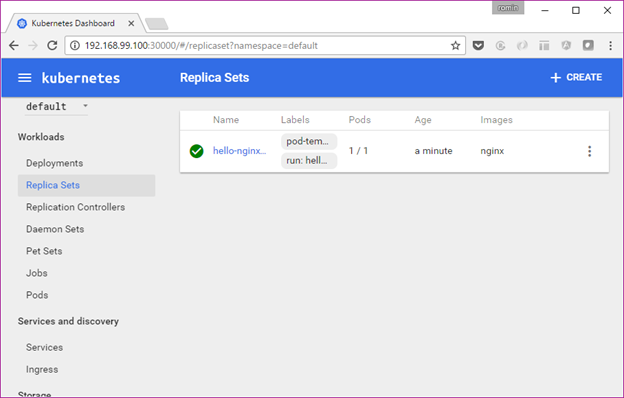 romin
Kubernetes Dashboard
192.168.99.100:30000/#/replicaset?namespace=default
kubernetes
Replica Sets
CREATE
default
Workloads
Deployments
Replica Sets
Replication Controllers
Daemon Sets
Pet Sets
Jobs
Pods
Services and discovery
Services
Ingress
Storage
Name Labels Pods Age Images
hello-nginx... pod-tem... 1 / 1 a minute nginx
run: hell...